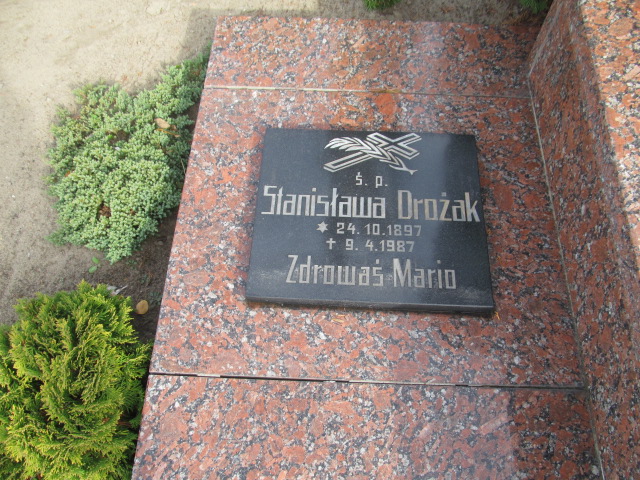 ś. p.
Stanisława Drożak
* 24.10.1897
✝ 9.4.1987
Zdrowaś Mario